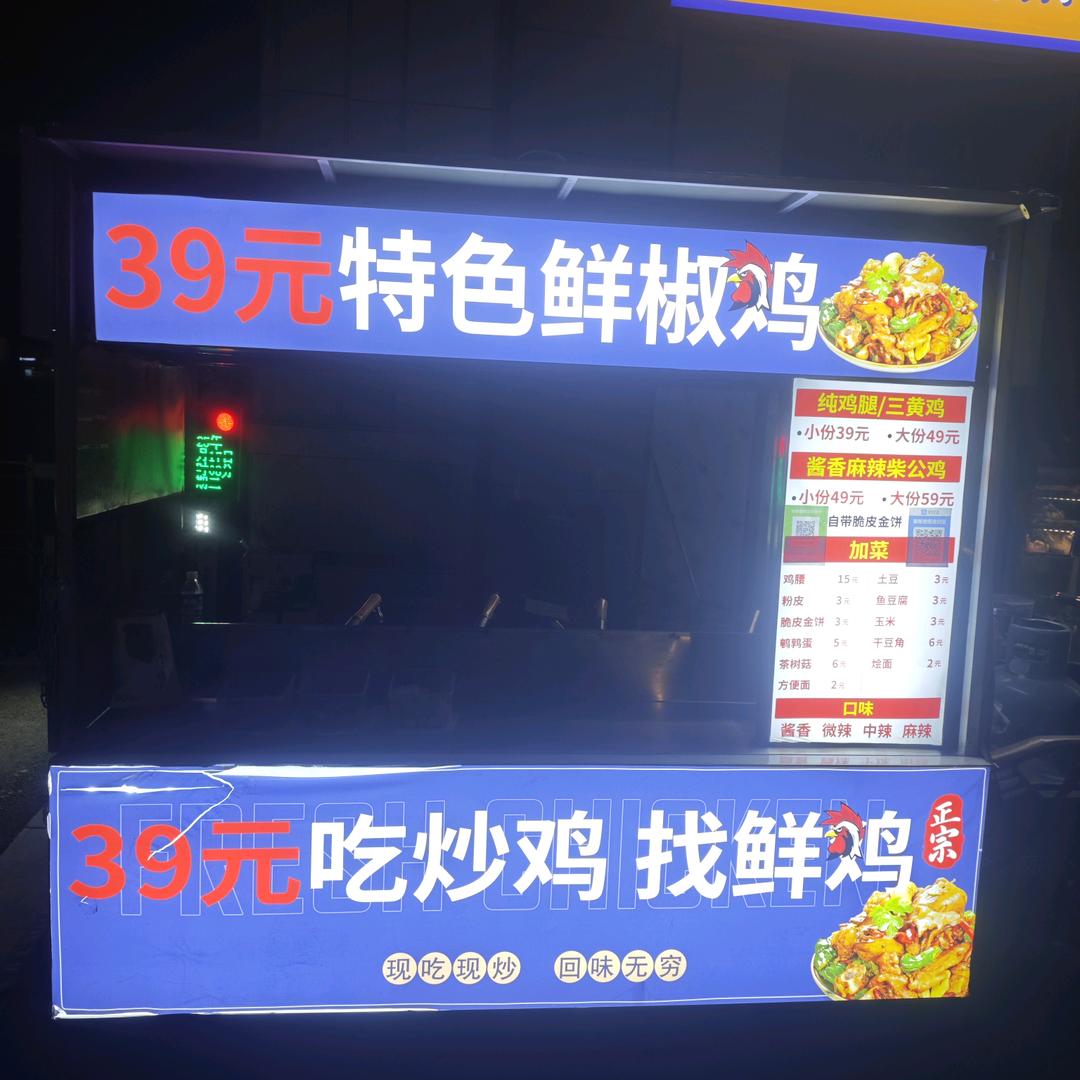 39元特色鲜椒鸡
纯鸡腿/三黄鸡
•小份39元 •大份49元
酱香麻辣柴公鸡
•小份49元 •大份59元
自带脆皮金饼
加菜
鸡腰 15元 土豆 3元
粉皮 3元 鱼豆腐 3元
脆皮金饼 3元 玉米 3元
鹌鹑蛋 5元 干豆角 6元
茶树菇 6元 烩面 2元
方便面 2元
口味
酱香 微辣 中辣 麻辣
FRESH CHICKEN
39元吃炒鸡 找鲜鸡
正宗
现吃现炒 回味无穷